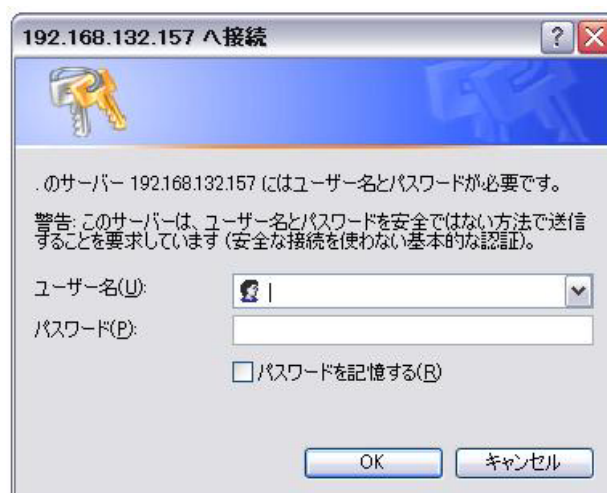 192.168.132.157 へ接続
. のサーバー 192.168.132.157 にはユーザー名とパスワードが必要です。
警告: このサーバーは、ユーザー名とパスワードを安全ではない方法で送信
することを要求しています (安全な接続を使わない基本的な認証)。
ユーザー名(U):
パスワード(P):
パスワードを記憶する(R)
OK キャンセル